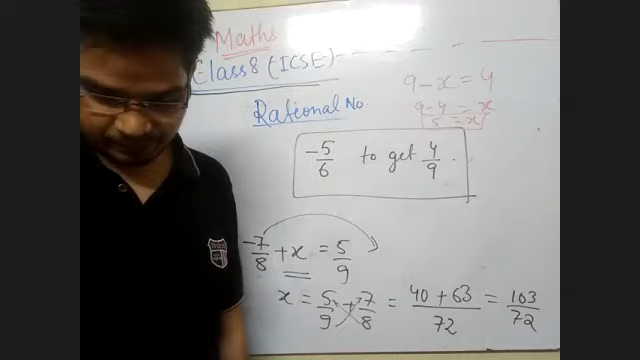 Maths
Class 8 (ICSE)
Rational No.
9 - x = 4
9 - 4 = x
5 = x
-5/6 to get 4/9.
-7/8 + x = 5/9
x = 5/9 + 7/8 = (40 + 63)/72 = 103/72